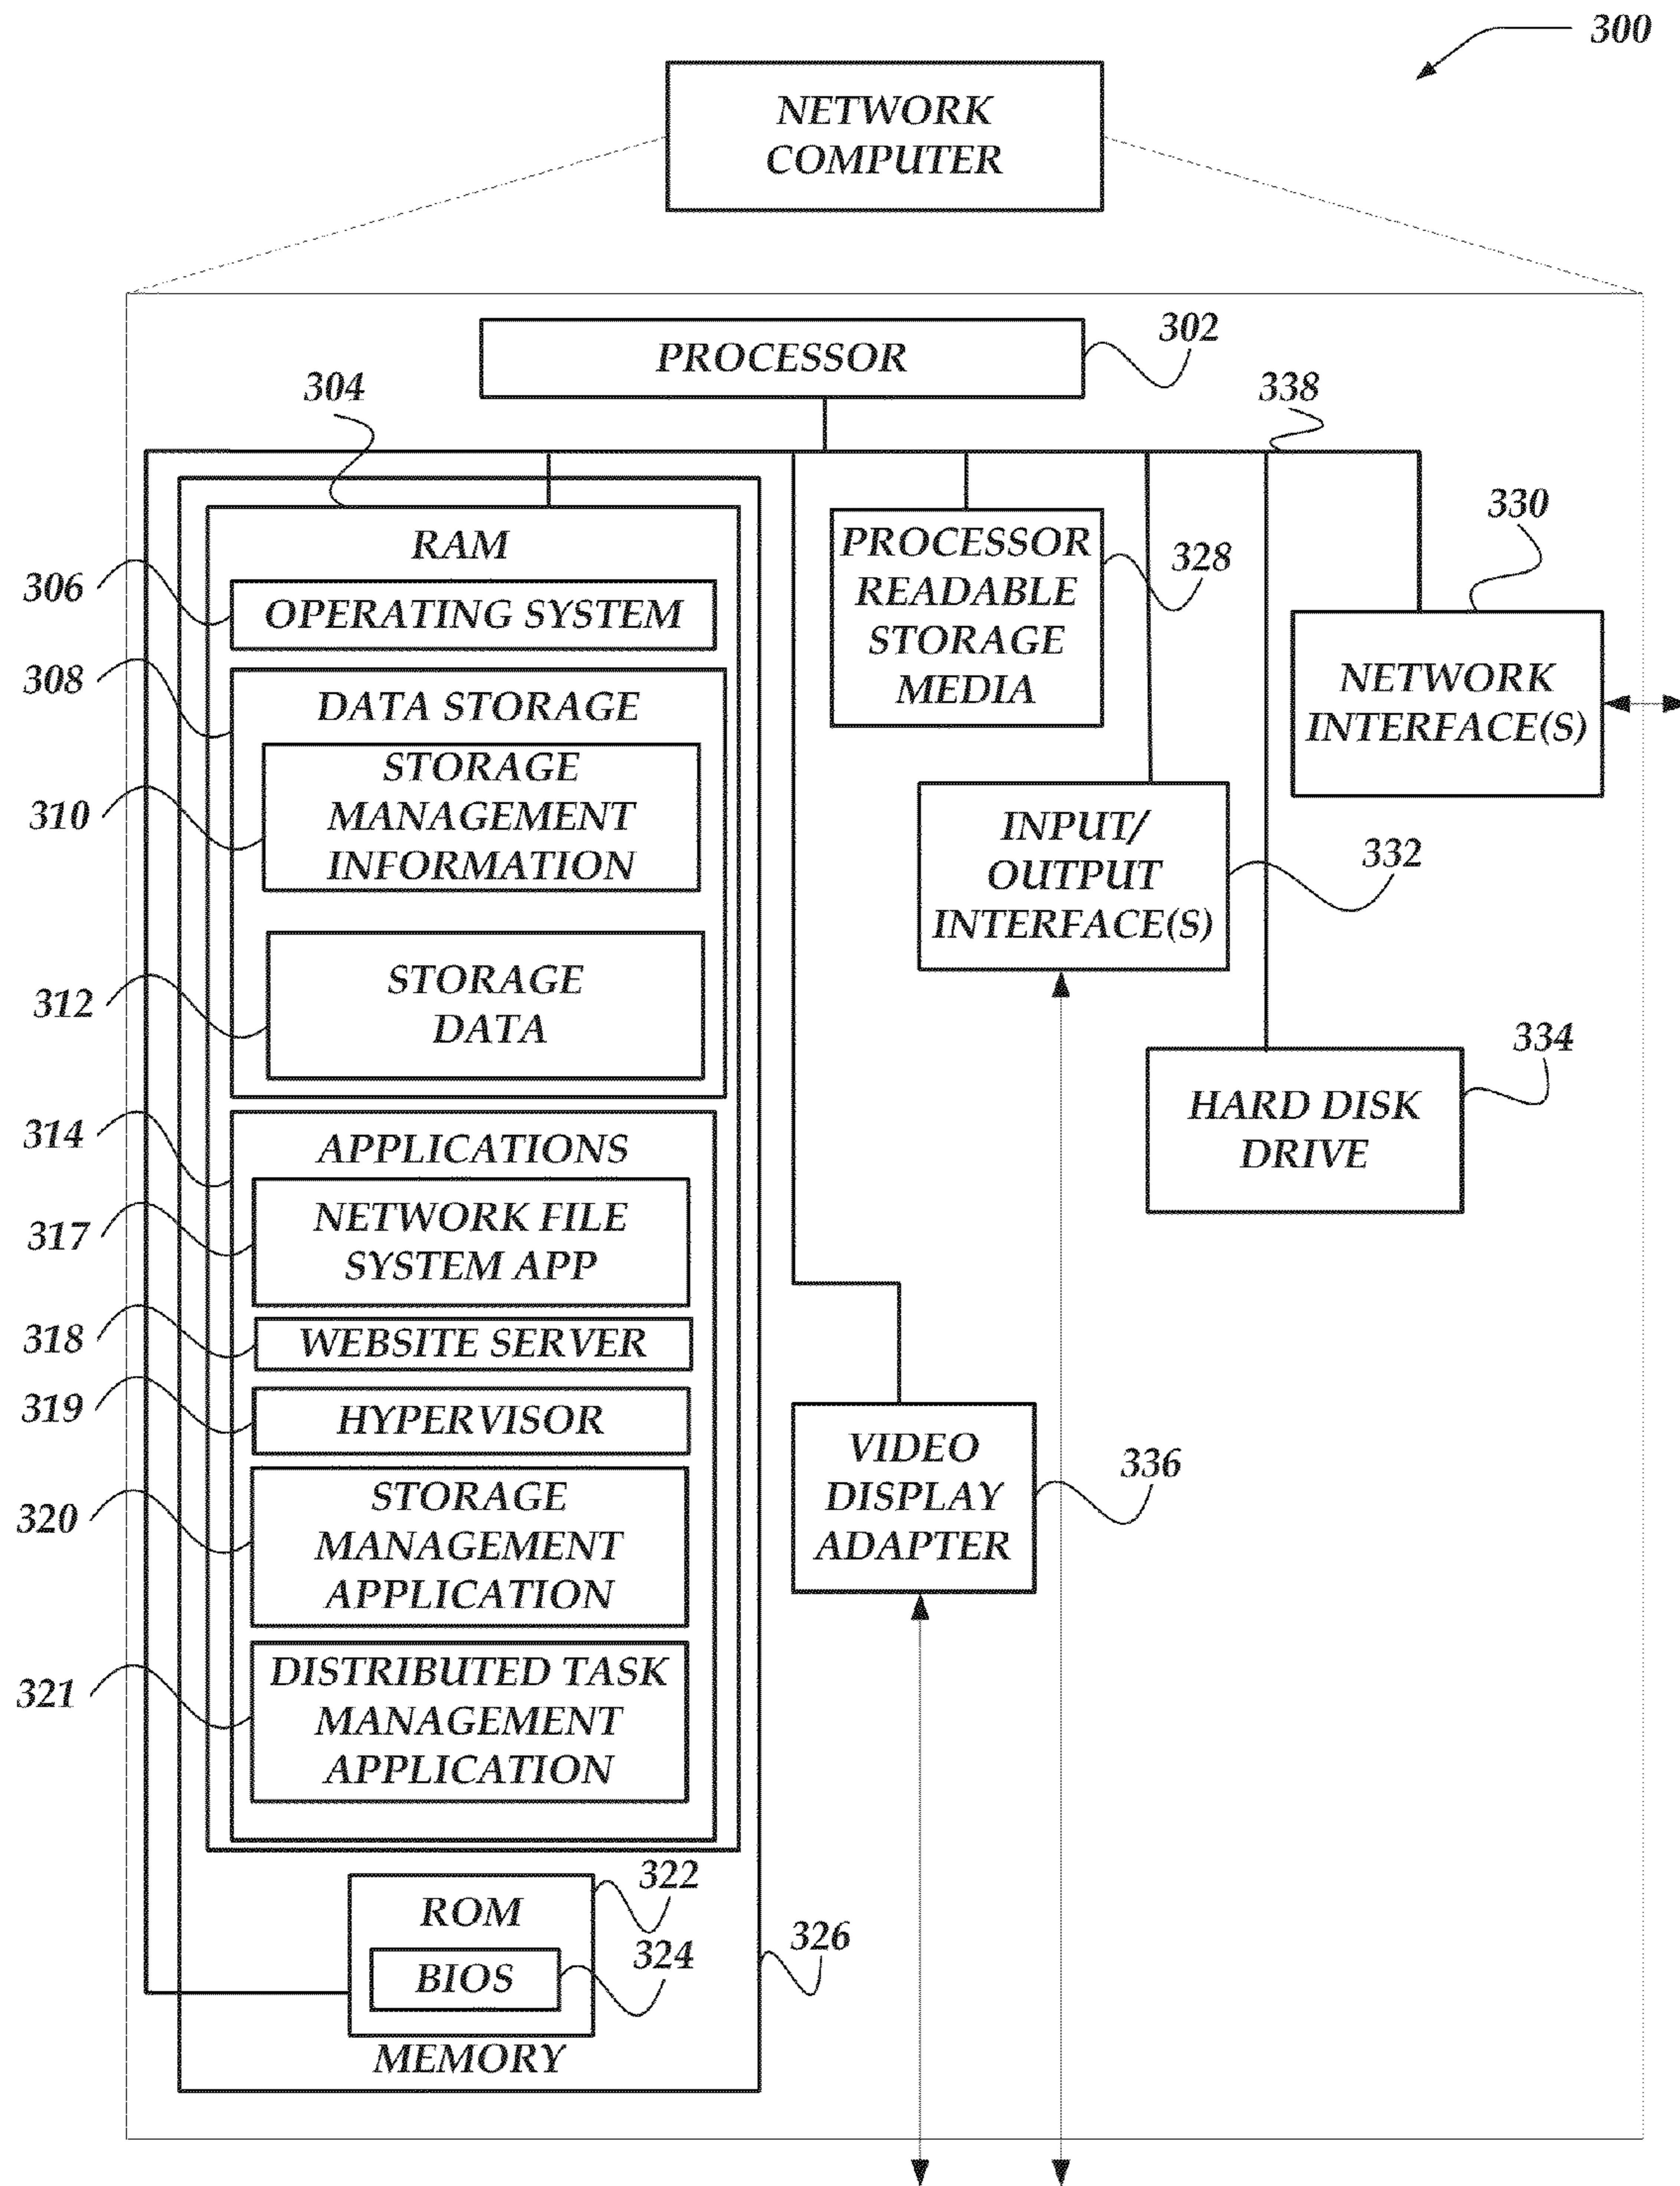 300
NETWORK
COMPUTER
PROCESSOR
302
304
338
RAM
306
OPERATING SYSTEM
308
DATA STORAGE
310
STORAGE
MANAGEMENT
INFORMATION
312
STORAGE
DATA
314
APPLICATIONS
317
NETWORK FILE
SYSTEM APP
318
WEBSITE SERVER
319
HYPERVISOR
320
STORAGE
MANAGEMENT
APPLICATION
321
DISTRIBUTED TASK
MANAGEMENT
APPLICATION
322
ROM
324
BIOS
326
MEMORY
PROCESSOR
READABLE
STORAGE
MEDIA
328
330
NETWORK
INTERFACE(S)
INPUT/
OUTPUT
INTERFACE(S)
332
334
HARD DISK
DRIVE
VIDEO
DISPLAY
ADAPTER
336